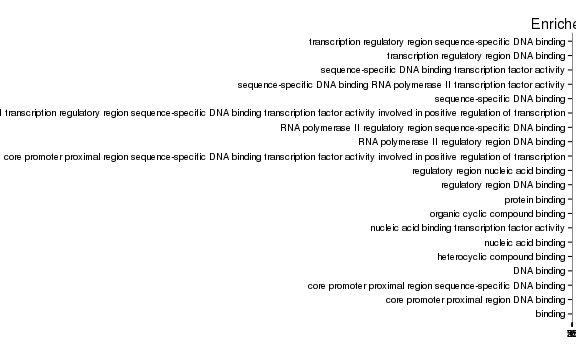 Enriche
transcription regulatory region sequence-specific DNA binding
transcription regulatory region DNA binding
sequence-specific DNA binding transcription factor activity
sequence-specific DNA binding RNA polymerase II transcription factor activity
sequence-specific DNA binding
transcription regulatory region sequence-specific DNA binding transcription factor activity involved in positive regulation of transcription
RNA polymerase II regulatory region sequence-specific DNA binding
RNA polymerase II regulatory region DNA binding
core promoter proximal region sequence-specific DNA binding transcription factor activity involved in positive regulation of transcription
regulatory region nucleic acid binding
regulatory region DNA binding
protein binding
organic cyclic compound binding
nucleic acid binding transcription factor activity
nucleic acid binding
heterocyclic compound binding
DNA binding
core promoter proximal region sequence-specific DNA binding
core promoter proximal region DNA binding
binding